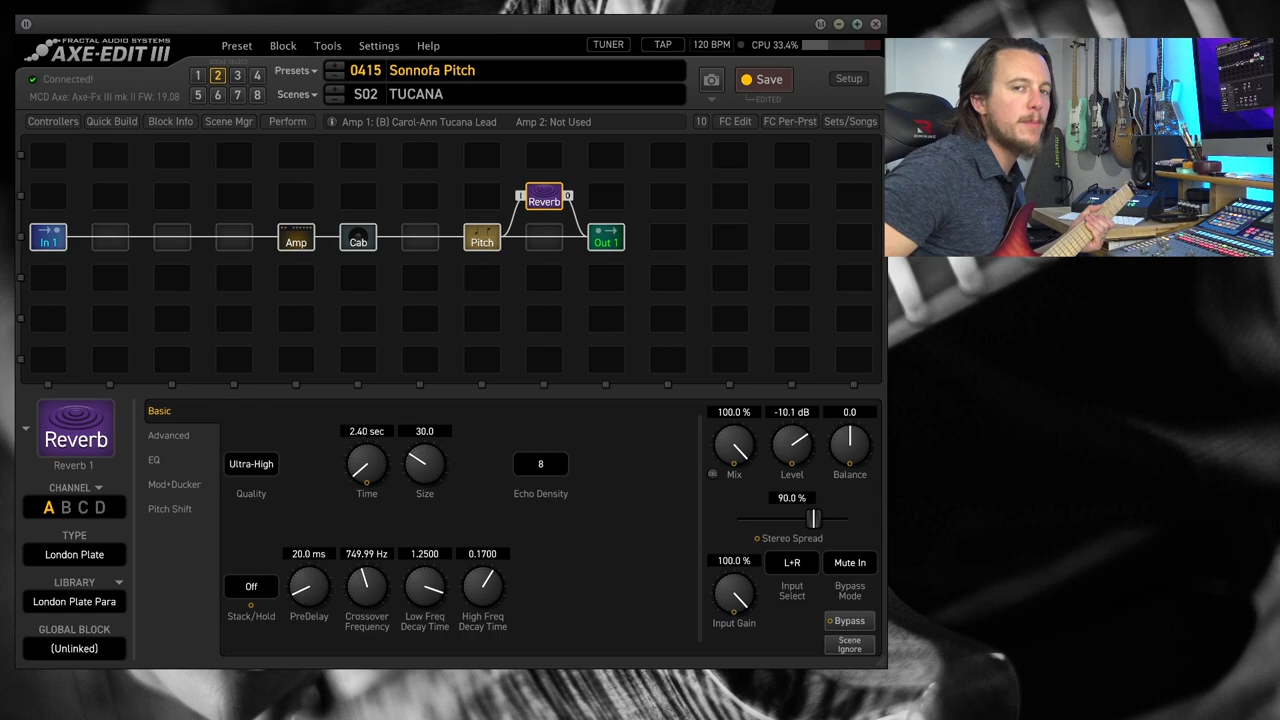 FRACTAL AUDIO SYSTEMS
AXE-EDIT III
Preset Block Tools Settings Help
TUNER TAP 120 BPM CPU 33.4%
Connected!
MCD Axe: Axe-Fx III mk II FW: 19.08
1 2 3 4
5 6 7 8
Presets 0415 Sonnofa Pitch
Scenes S02 TUCANA
Save
EDITED
Setup
Controllers Quick Build Block Info Scene Mgr Perform Amp 1: (B) Carol-Ann Tucana Lead Amp 2: Not Used 10 FC Edit FC Per-Prst Sets/Songs
I Reverb O
In 1 Amp Cab Pitch Out 1
Reverb
Reverb 1
CHANNEL
A B C D
TYPE
London Plate
LIBRARY
London Plate Para
GLOBAL BLOCK
(Unlinked)
Basic
Advanced
EQ
Mod+Ducker
Pitch Shift
2.40 sec 30.0
Ultra-High 8
Quality Time Size Echo Density
20.0 ms 749.99 Hz 1.2500 0.1700
Off
Stack/Hold PreDelay Crossover Frequency Low Freq Decay Time High Freq Decay Time
100.0 % -10.1 dB 0.0
Mix Level Balance
90.0 %
Stereo Spread
100.0 % L+R Mute In
Input Gain Input Select Bypass Mode
Bypass
Scene Ignore